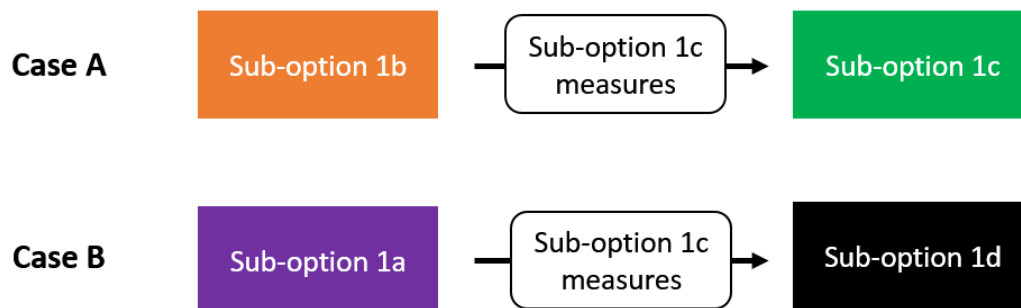 Case A
Sub-option 1b
Sub-option 1c
measures
Sub-option 1c
Case B
Sub-option 1a
Sub-option 1c
measures
Sub-option 1d